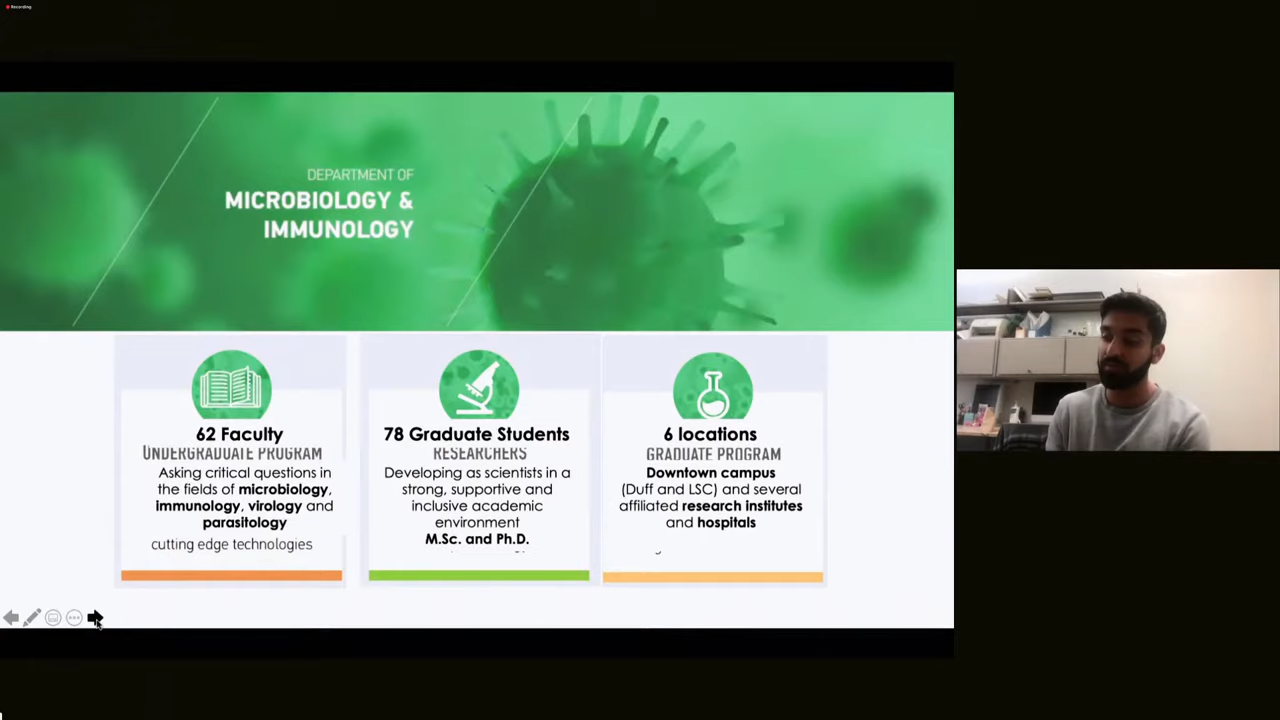 Recording
DEPARTMENT OF
MICROBIOLOGY &
IMMUNOLOGY
62 Faculty
UNDERGRADUATE PROGRAM
Asking critical questions in
the fields of microbiology,
immunology, virology and
parasitology
cutting edge technologies
78 Graduate Students
RESEARCHERS
Developing as scientists in a
strong, supportive and
inclusive academic
environment
M.Sc. and Ph.D.
6 locations
GRADUATE PROGRAM
Downtown campus
(Duff and LSC) and several
affiliated research institutes
and hospitals